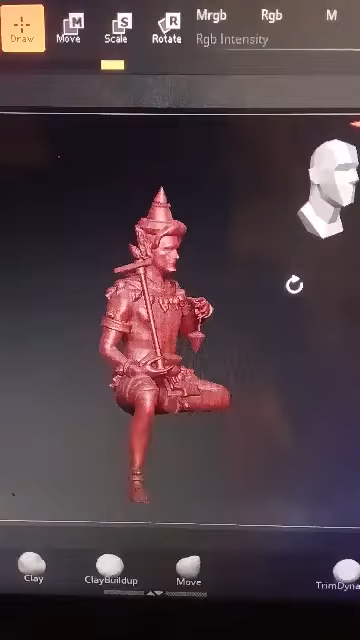 Draw
Move
Scale
Rotate
Mrgb
Rgb
M
Rgb Intensity
Clay
ClayBuildup
Move
TrimDyna